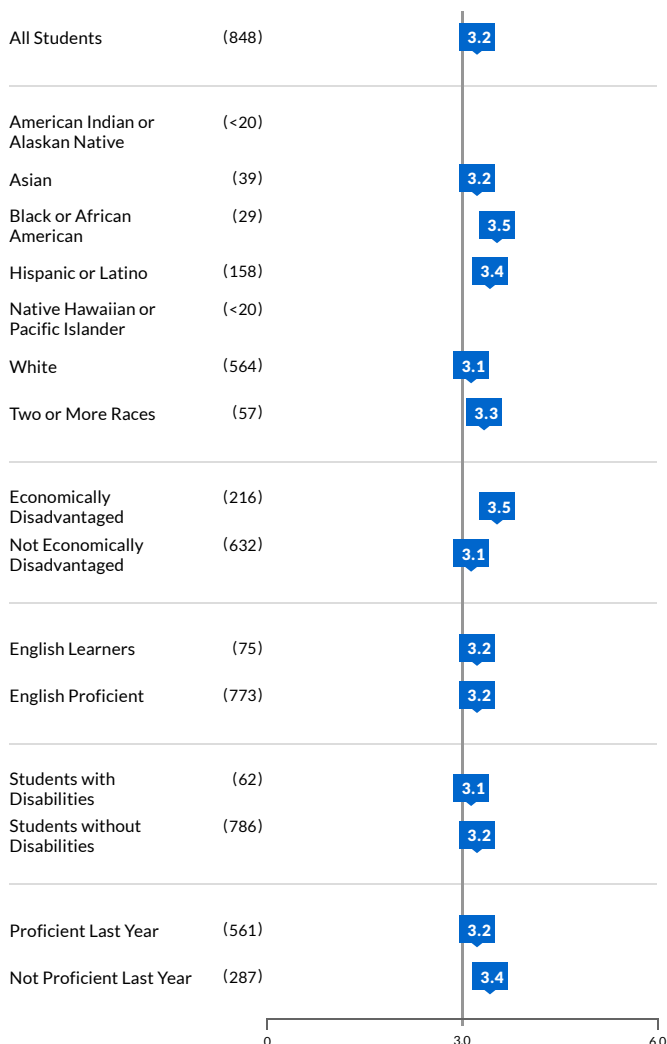 All Students (848) 3.2
American Indian or (<20)
Alaskan Native
Asian (39) 3.2
Black or African (29)
American 3.5
Hispanic or Latino (158) 3.4
Native Hawaiian or (<20)
Pacific Islander
White (564) 3.1
Two or More Races (57) 3.3
Economically (216)
Disadvantaged 3.5
Not Economically (632)
Disadvantaged 3.1
English Learners (75) 3.2
English Proficient (773) 3.2
Students with (62)
Disabilities 3.1
Students without (786)
Disabilities 3.2
Proficient Last Year (561) 3.2
Not Proficient Last Year (287) 3.4
0 3.0 6.0